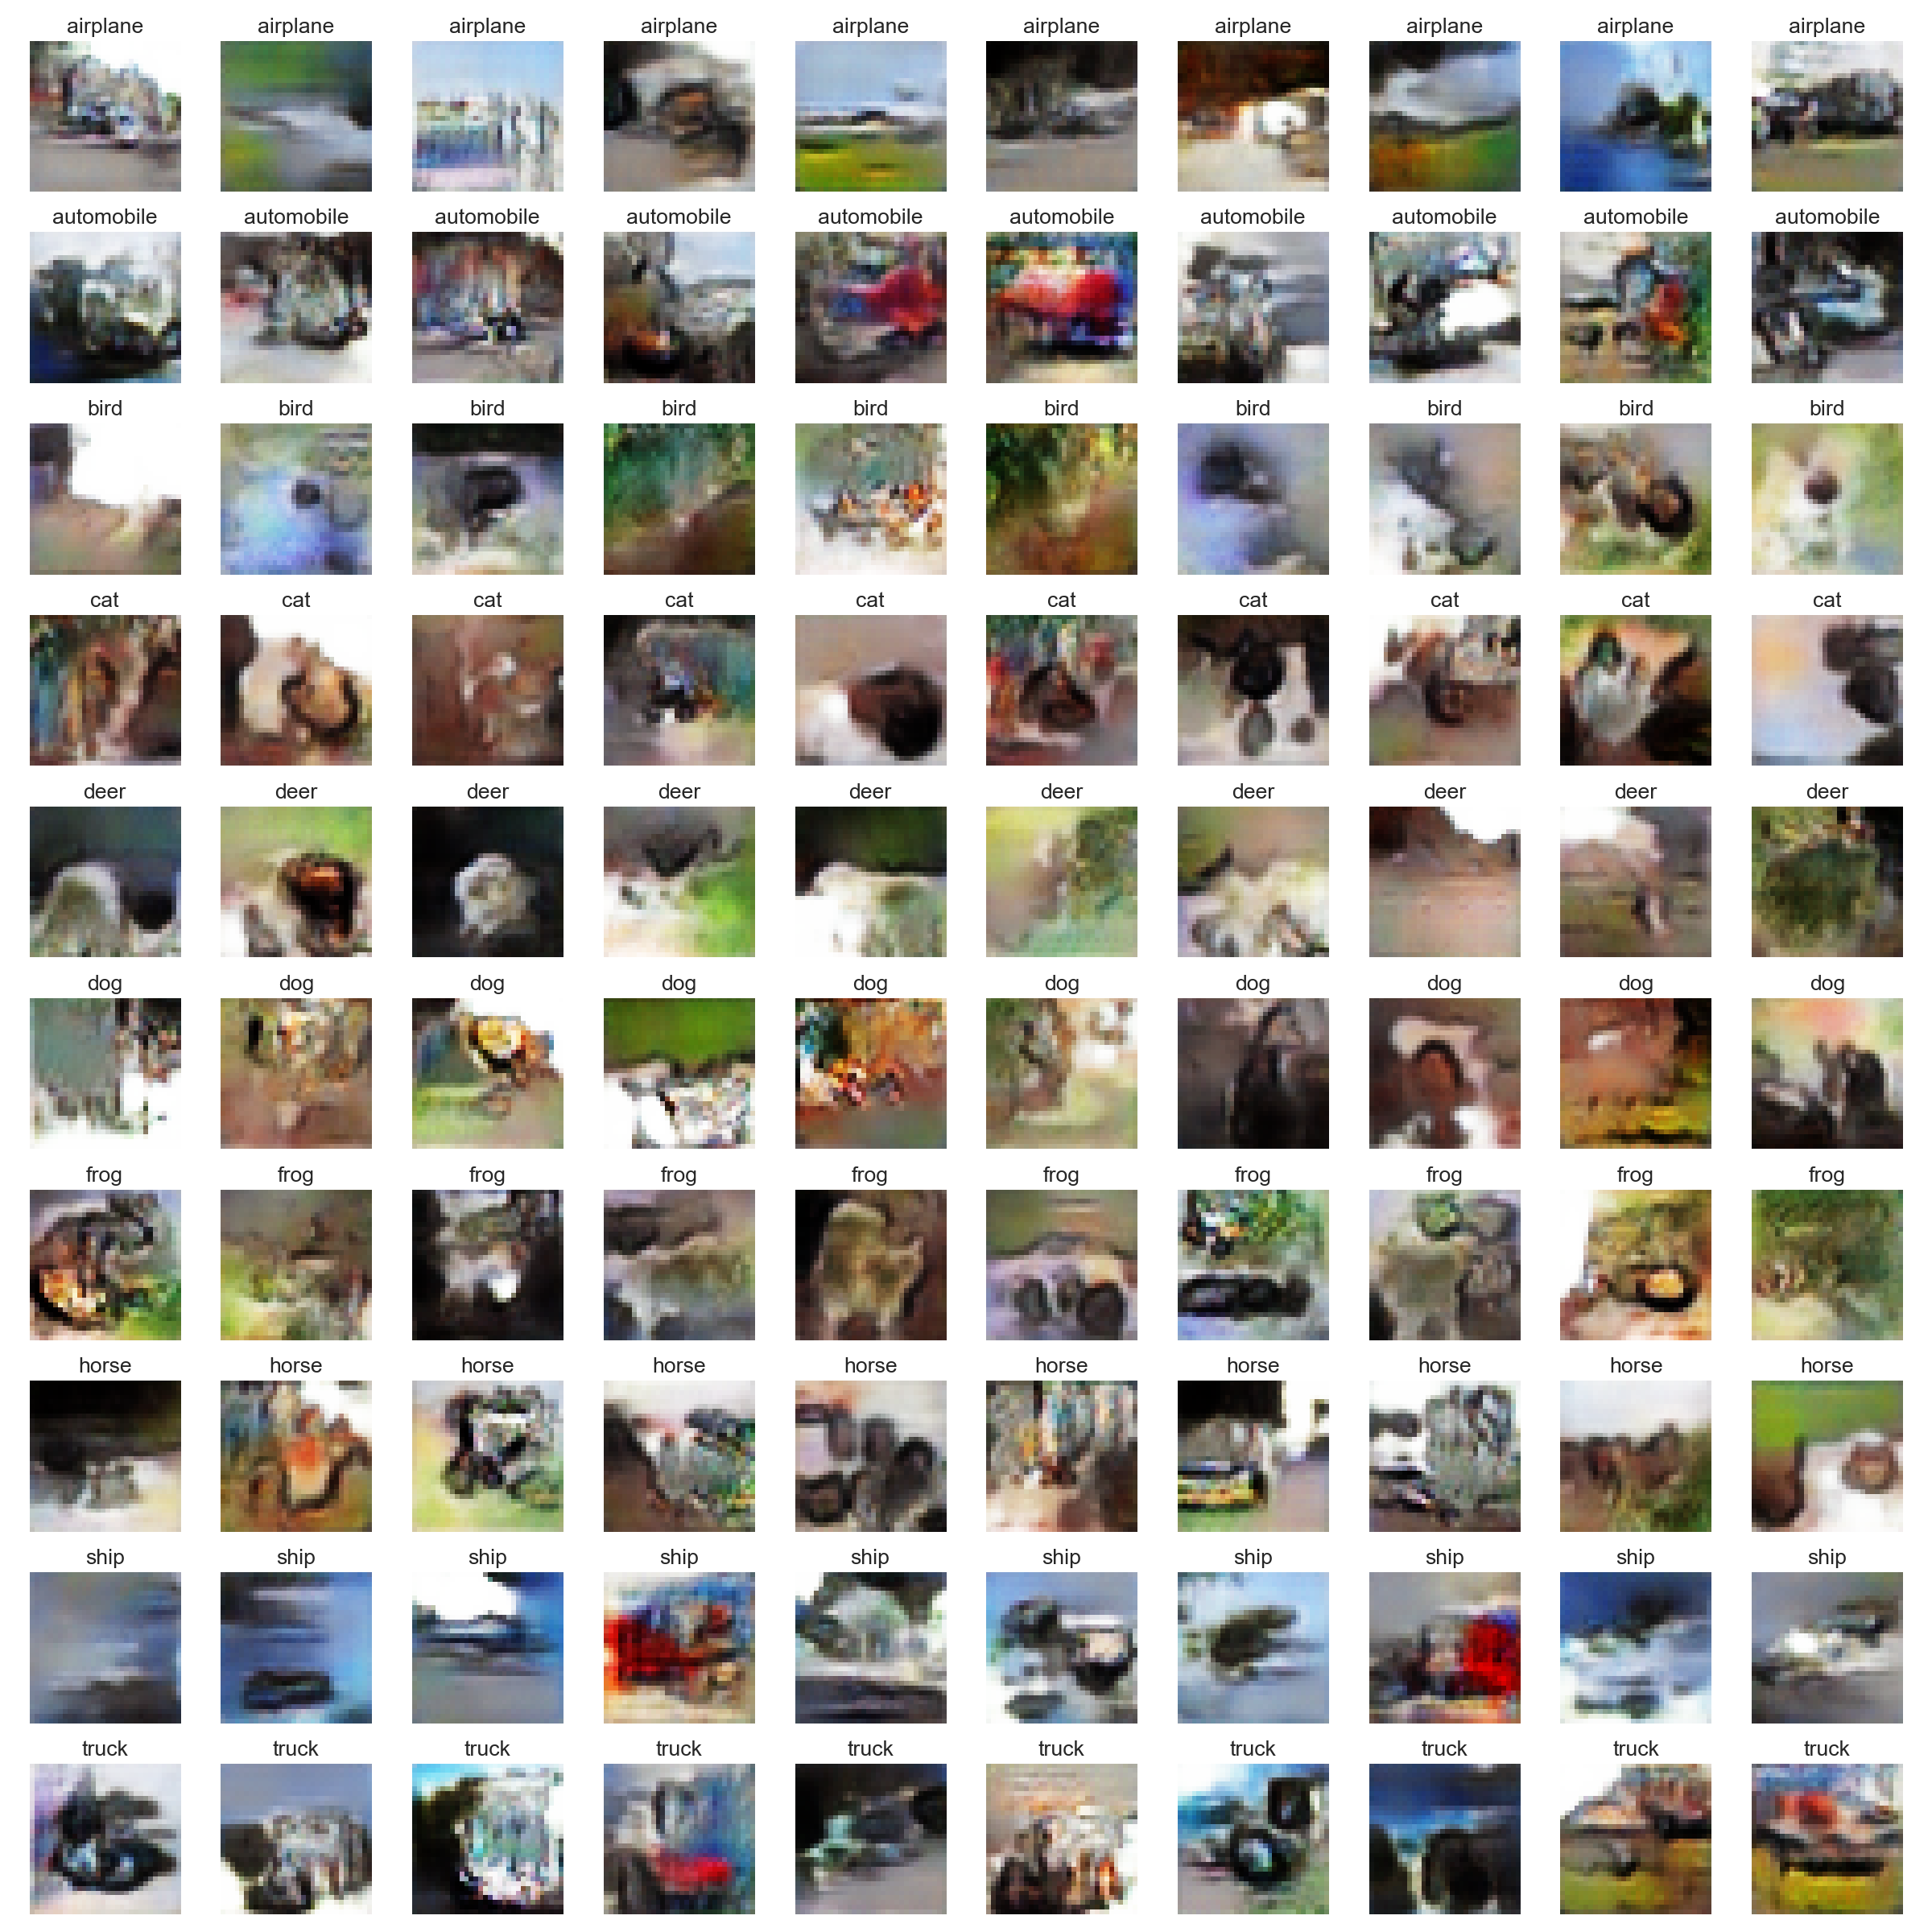 airplane airplane airplane airplane airplane airplane airplane airplane airplane airplane
automobile automobile automobile automobile automobile automobile automobile automobile automobile automobile
bird bird bird bird bird bird bird bird bird bird
cat cat cat cat cat cat cat cat cat cat
deer deer deer deer deer deer deer deer deer deer
dog dog dog dog dog dog dog dog dog dog
frog frog frog frog frog frog frog frog frog frog
horse horse horse horse horse horse horse horse horse horse
ship ship ship ship ship ship ship ship ship ship
truck truck truck truck truck truck truck truck truck truck